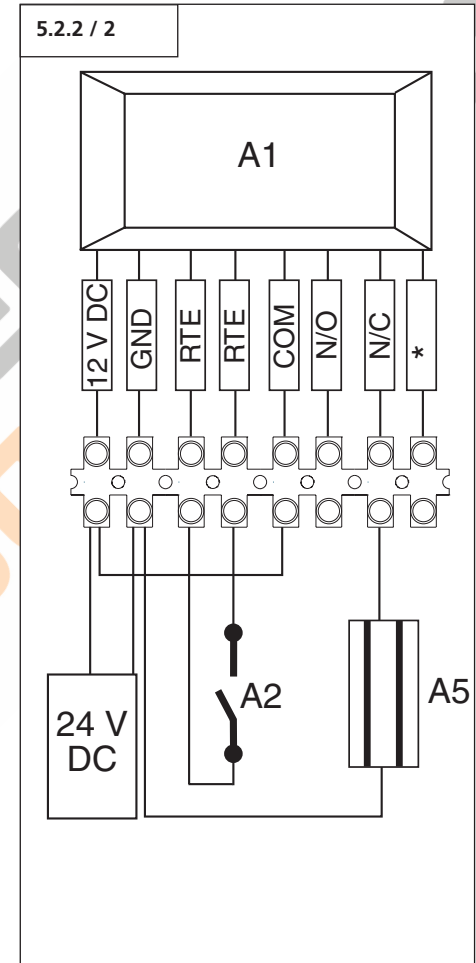 5.2.2 / 2
A1
12 V DC
GND
RTE
RTE
COM
N/O
N/C
*
A2
A5
24 V
DC